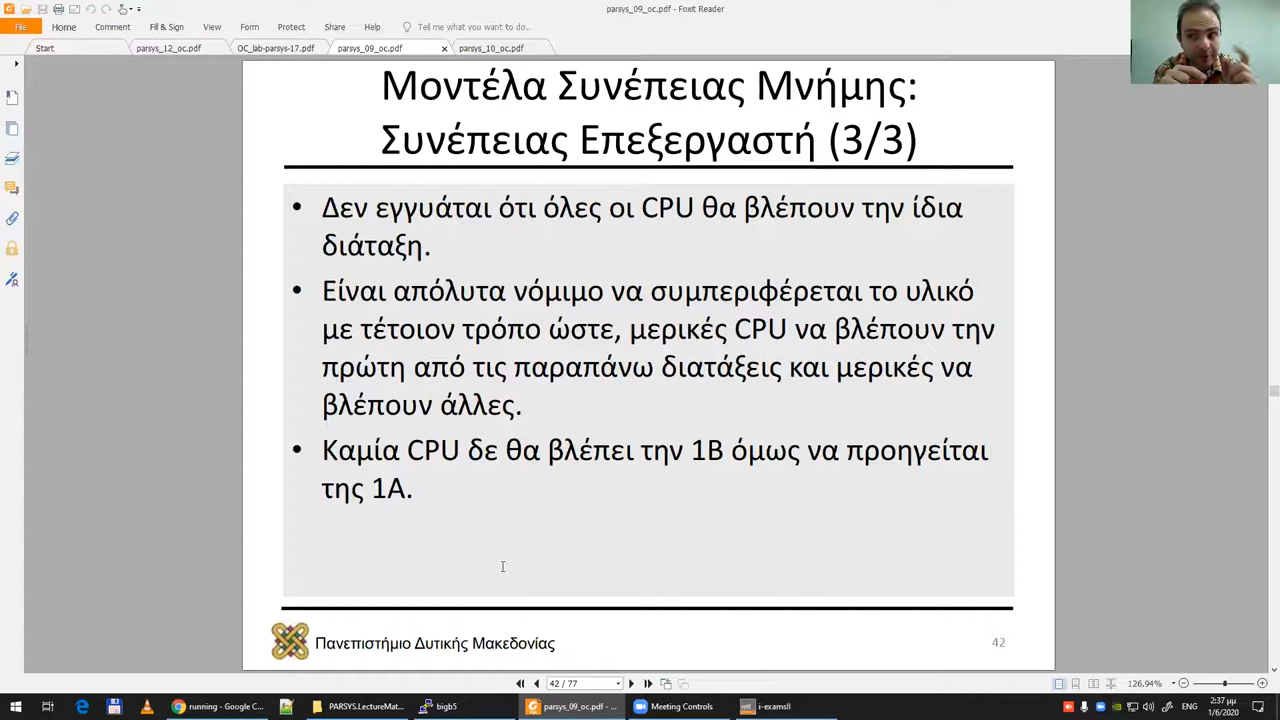 parsys_09_oc.pdf - Foxit Reader
File Home Comment Fill & Sign View Form Protect Share Help Tell me what you want to do..
Start parsys_12_oc.pdf OC_lab-parsys-17.pdf parsys_09_oc.pdf parsys_10_oc.pdf
Μοντέλα Συνέπειας Μνήμης:
Συνέπειας Επεξεργαστή (3/3)
• Δεν εγγυάται ότι όλες οι CPU θα βλέπουν την ίδια
διάταξη.
• Είναι απόλυτα νόμιμο να συμπεριφέρεται το υλικό
με τέτοιον τρόπο ώστε, μερικές CPU να βλέπουν την
πρώτη από τις παραπάνω διατάξεις και μερικές να
βλέπουν άλλες.
• Καμία CPU δε θα βλέπει την 1B όμως να προηγείται
της 1A.
Πανεπιστήμιο Δυτικής Μακεδονίας
42
42 / 77
126.94%
running - Google C... PARSYS.LectureMat... bigb5 parsys_09_oc.pdf - ... Meeting Controls i-examsII
ENG
2:37 μμ
1/6/2020